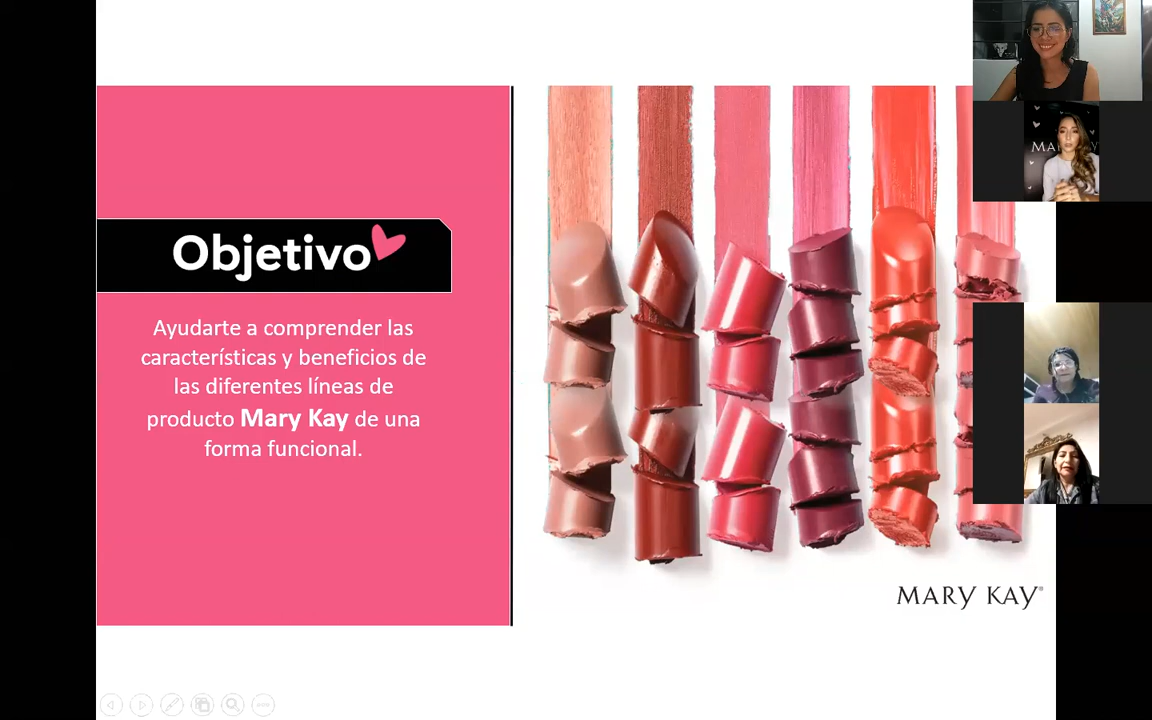 Objetivo
Ayudarte a comprender las
características y beneficios de
las diferentes líneas de
producto Mary Kay de una
forma funcional.
MARY KAY®